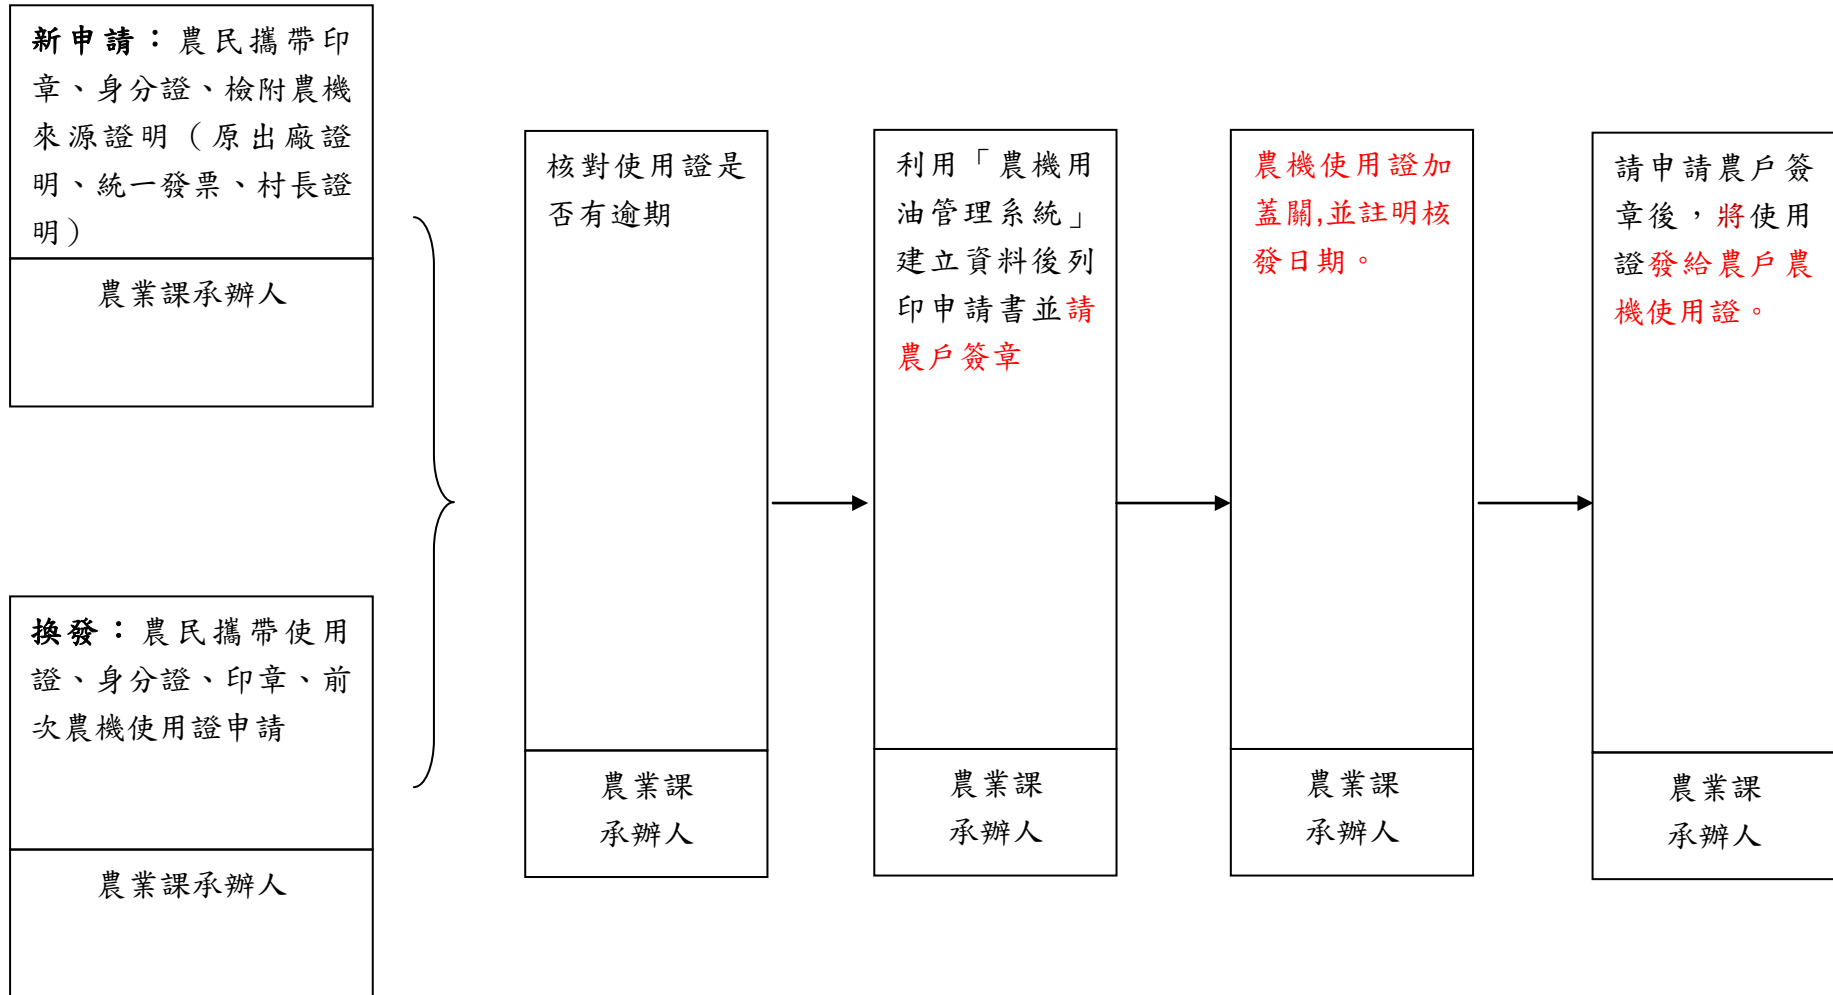 新申請：農民攜帶印
章、身分證、檢附農機
來源證明（原出廠證
明、統一發票、村長證
明）
農業課承辦人
換發：農民攜帶使用
證、身分證、印章、前
次農機使用證申請
農業課承辦人
核對使用證是
否有逾期
農業課
承辦人
利用「農機用
油管理系統」
建立資料後列
印申請書並請
農戶簽章
農業課
承辦人
農機使用證加
蓋關,並註明核
發日期。
農業課
承辦人
請申請農戶簽
章後，將使用
證發給農戶農
機使用證。
農業課
承辦人